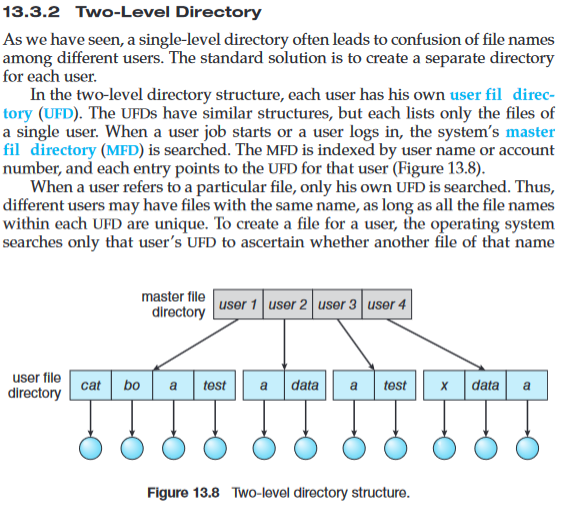 13.3.2 Two-Level Directory
As we have seen, a single-level directory often leads to confusion of file names
among different users. The standard solution is to create a separate directory
for each user.
In the two-level directory structure, each user has his own user fil direc-
tory (UFD). The UFDs have similar structures, but each lists only the files of
a single user. When a user job starts or a user logs in, the system's master
fil directory (MFD) is searched. The MFD is indexed by user name or account
number, and each entry points to the UFD for that user (Figure 13.8).
When a user refers to a particular file, only his own UFD is searched. Thus,
different users may have files with the same name, as long as all the file names
within each UFD are unique. To create a file for a user, the operating system
searches only that user's UFD to ascertain whether another file of that name
master file
directory
user 1 user 2 user 3 user 4
user file
directory
cat bo a test a data a test x data a
Figure 13.8 Two-level directory structure.